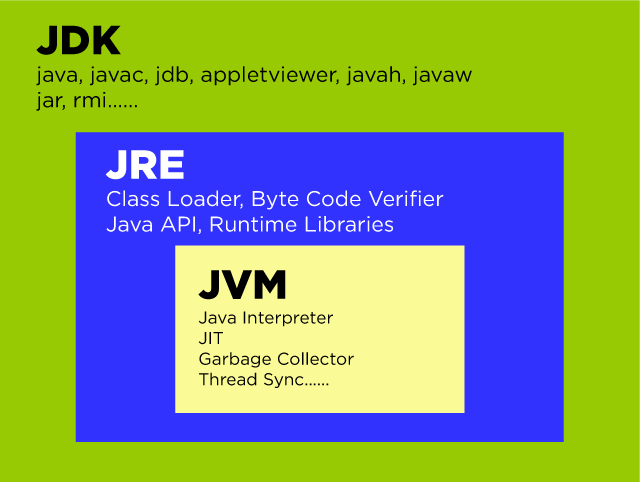 JDK
java, javac, jdb, appletviewer, javah, javaw
jar, rmi......
JRE
Class Loader, Byte Code Verifier
Java API, Runtime Libraries
JVM
Java Interpreter
JIT
Garbage Collector
Thread Sync......